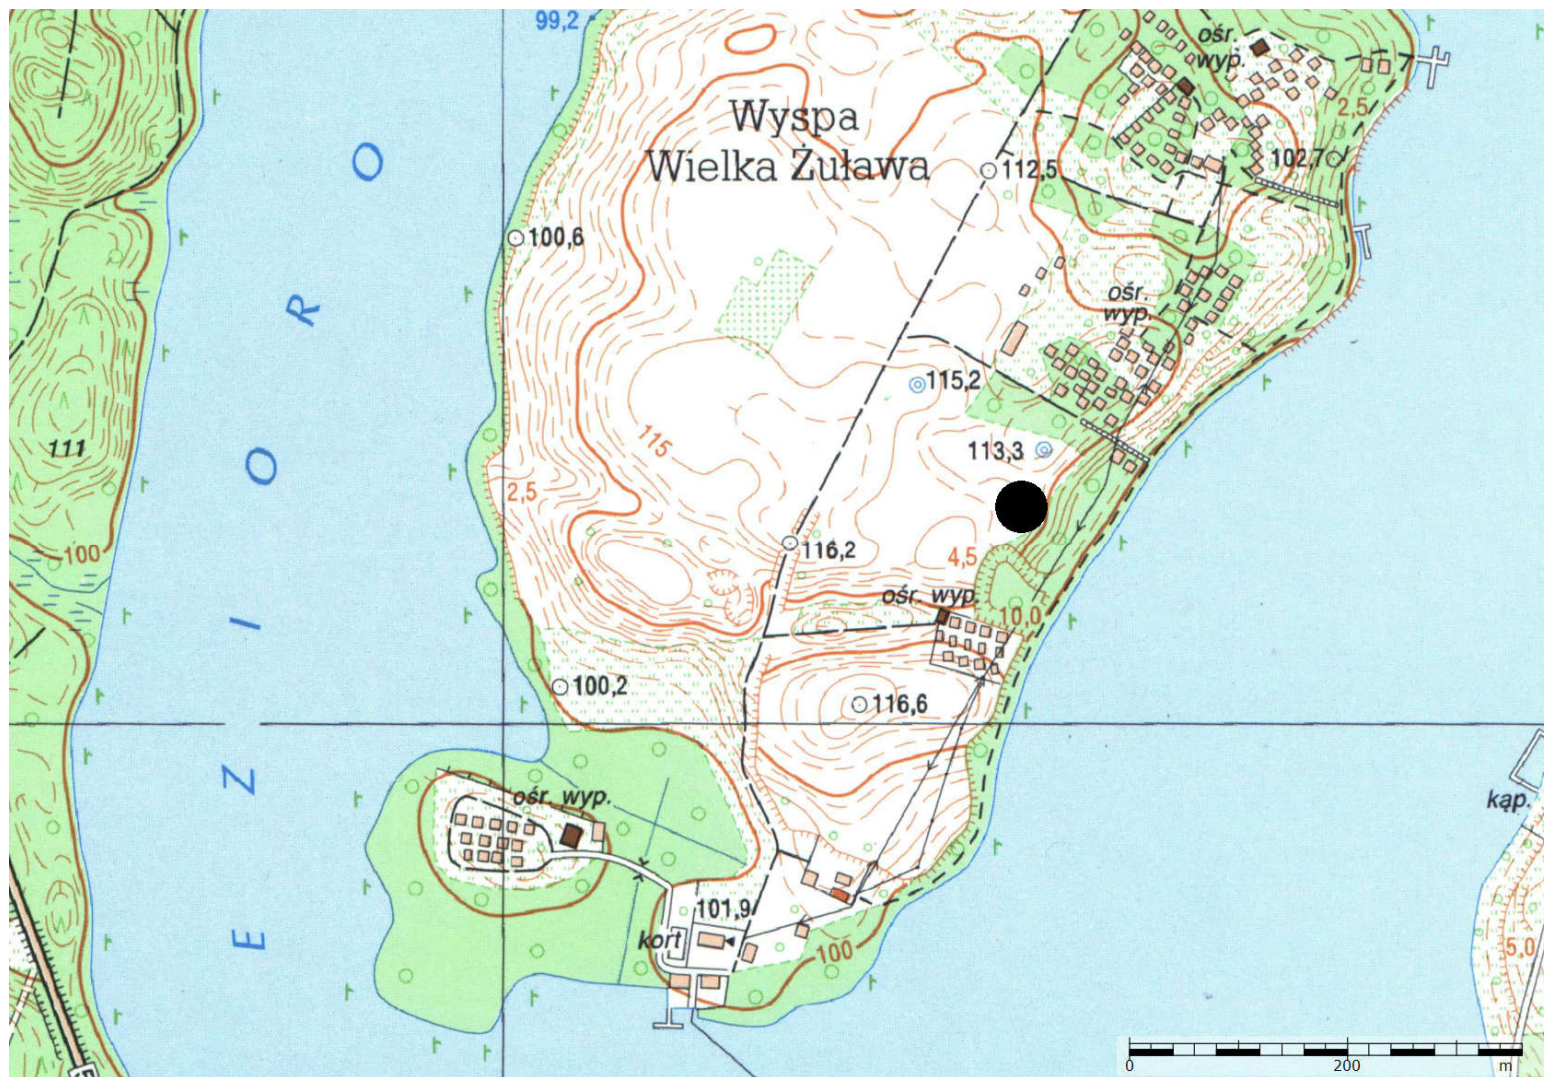 99,2
ośr.
wyp.
2,5
Wyspa
Wielka Żuława
112,5
102,7
100,6
ośr.
wyp.
115,2
115
111
113,3
2,5
100
116,2
4,5
ośr. wyp.
10,0
100,2
116,6
JEZIORO
ośr. wyp.
kąp.
101,9
kort
100
5,0
0
200
m